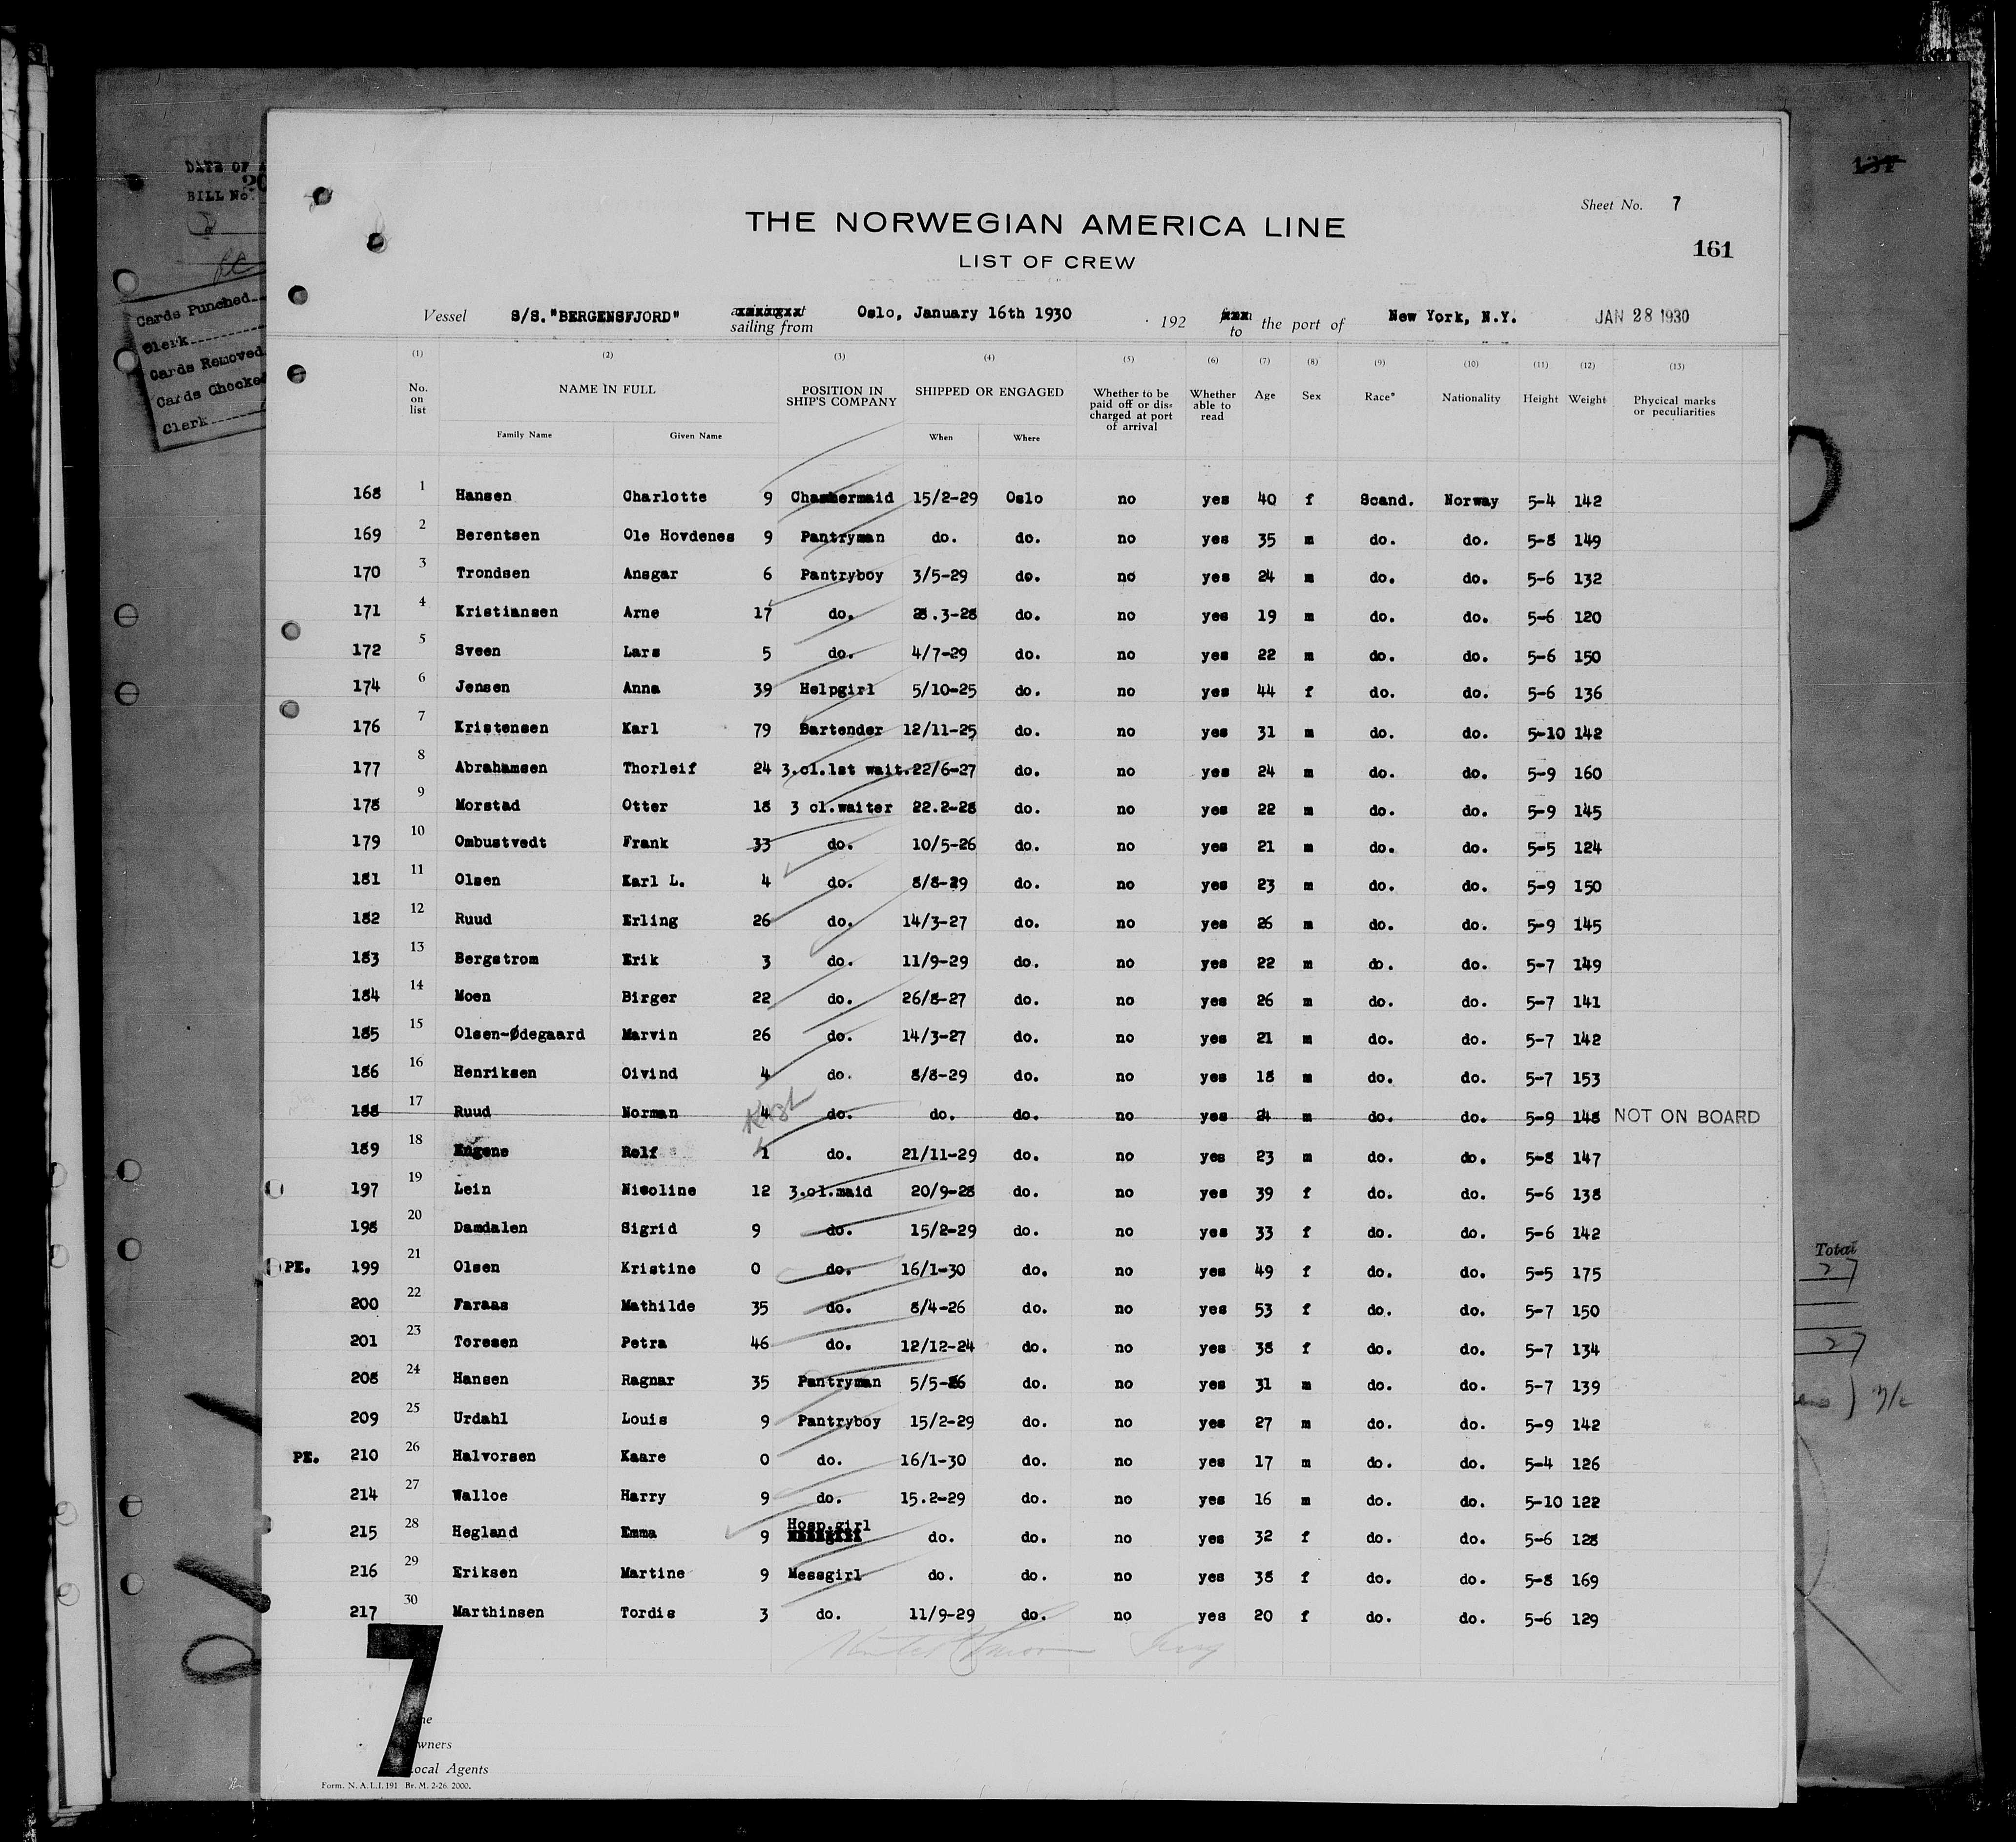 DATE OF
BILL No. 20
Cards Punched
Clerk
Cards Removed
Cards Checked
Clerk
137
Sheet No. 7
THE NORWEGIAN AMERICA LINE
161
LIST OF CREW
Vessel S/S."BERGENSFJORD" sailing from Oslo, January 16th 1930 192 to the port of New York, N.Y. JAN 28 1930
(1) (2) (3) (4) (5) (6) (7) (8) (9) (10) (11) (12) (13)
No. on list NAME IN FULL POSITION IN SHIP'S COMPANY SHIPPED OR ENGAGED Whether to be paid off or discharged at port of arrival Whether able to read Age Sex Race* Nationality Height Weight Phycical marks or peculiarities
Family Name Given Name When Where
168 1 Hansen Charlotte 9 Chambermaid 15/2-29 Oslo no yes 40 f Scand. Norway 5-4 142
169 2 Berentsen Ole Hovdenes 9 Pantryman do. do. no yes 35 m do. do. 5-8 149
170 3 Trondsen Ansgar 6 Pantryboy 3/5-29 do. no yes 24 m do. do. 5-6 132
171 4 Kristiansen Arne 17 do. 28.3-28 do. no yes 19 m do. do. 5-6 120
172 5 Sveen Lars 5 do. 4/7-29 do. no yes 22 m do. do. 5-6 150
174 6 Jensen Anna 39 Helpgirl 5/10-25 do. no yes 44 f do. do. 5-6 136
176 7 Kristensen Karl 79 Bartender 12/11-25 do. no yes 31 m do. do. 5-10 142
177 8 Abrahamsen Thorleif 24 3.cl.1st wait. 22/6-27 do. no yes 24 m do. do. 5-9 160
178 9 Morstad Otter 18 3 cl.waiter 22.2-28 do. no yes 22 m do. do. 5-9 145
179 10 Ombustvedt Frank 33 do. 10/5-26 do. no yes 21 m do. do. 5-5 124
181 11 Olsen Karl L. 4 do. 8/8-29 do. no yes 23 m do. do. 5-9 150
182 12 Ruud Erling 26 do. 14/3-27 do. no yes 26 m do. do. 5-9 145
183 13 Bergstrom Erik 3 do. 11/9-29 do. no yes 22 m do. do. 5-7 149
184 14 Moen Birger 22 do. 26/8-27 do. no yes 26 m do. do. 5-7 141
185 15 Olsen-Ødegaard Marvin 26 do. 14/3-27 do. no yes 21 m do. do. 5-7 142
186 16 Henriksen Oivind 4 do. 8/8-29 do. no yes 18 m do. do. 5-7 153
188 17 Ruud Norman 4 do. do. do. no yes 24 m do. do. 5-9 148 NOT ON BOARD
189 18 Engene Rolf 1 do. 21/11-29 do. no yes 23 m do. do. 5-8 147
197 19 Lein Nicoline 12 3.cl.maid 20/9-28 do. no yes 39 f do. do. 5-6 138
198 20 Damdalen Sigrid 9 do. 15/2-29 do. no yes 33 f do. do. 5-6 142
PE. 199 21 Olsen Kristine 0 do. 16/1-30 do. no yes 49 f do. do. 5-5 175
200 22 Faraas Mathilde 35 do. 8/4-26 do. no yes 53 f do. do. 5-7 150
201 23 Toresen Petra 46 do. 12/12-24 do. no yes 38 f do. do. 5-7 134
208 24 Hansen Ragnar 35 Pantryman 5/5-26 do. no yes 31 m do. do. 5-7 139
209 25 Urdahl Louis 9 Pantryboy 15/2-29 do. no yes 27 m do. do. 5-9 142
PE. 210 26 Halvorsen Kaare 0 do. 16/1-30 do. no yes 17 m do. do. 5-4 126
214 27 Walloe Harry 9 do. 15.2-29 do. no yes 16 m do. do. 5-10 122
215 28 Hegland Emma 9 Hosp.girl do. do. no yes 32 f do. do. 5-6 128
216 29 Eriksen Martine 9 Messgirl do. do. no yes 38 f do. do. 5-8 169
217 30 Marthinsen Tordis 3 do. 11/9-29 do. no yes 20 f do. do. 5-6 129
Total
27
27
7
wners
ocal Agents
Form. N. A. L. I. 191 Br. M. 2-26. 2000.